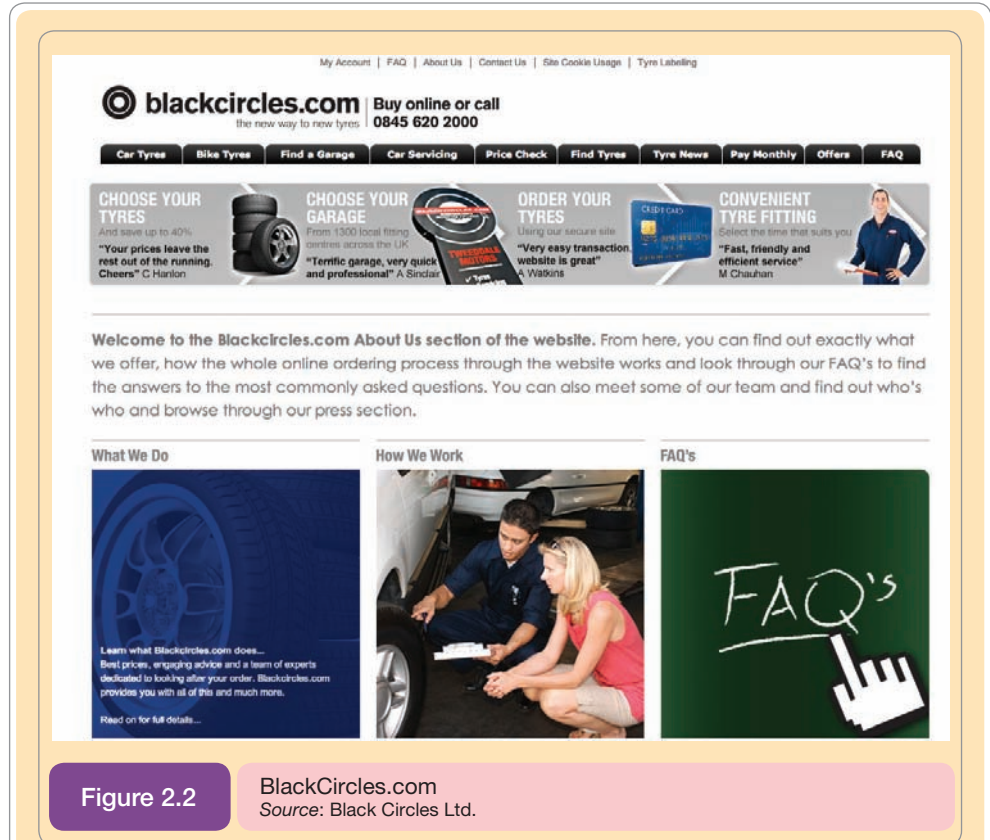 My Account | FAQ | About Us | Contact Us | Site Cookie Usage | Tyre Labeling
blackcircles.com
the new way to new tyres
Buy online or call
0845 620 2000
Car Tyres
Bike Tyres
Find a Garage
Car Servicing
Price Check
Find Tyres
Tyre News
Pay Monthly
Offers
FAQ
CHOOSE YOUR
TYRES
And save up to 40%
"Your prices leave the
rest out of the running.
Cheers" C Hanlon
CHOOSE YOUR
GARAGE
From 1300 local fitting
centres across the UK
"Terrific garage, very quick
and professional" A Sinclair
BLACKCIRCLES.COM
TWEEDDALE
MOTORS
Tyres
ORDER YOUR
TYRES
Using our secure site
"Very easy transaction,
website is great"
A Watkins
CREDIT CARD
CONVENIENT
TYRE FITTING
Select the time that suits you
"Fast, friendly and
efficient service"
M Chauhan
Welcome to the Blackcircles.com About Us section of the website. From here, you can find out exactly what
we offer, how the whole online ordering process through the website works and look through our FAQ's to find
the answers to the most commonly asked questions. You can also meet some of our team and find out who's
who and browse through our press section.
What We Do
Learn what Blackcircles.com does...
Best prices, engaging advice and a team of experts
dedicated to looking after your order. Blackcircles.com
provides you with all of this and much more.
Read on for full details...
How We Work
FAQ's
FAQ's
Figure 2.2
BlackCircles.com
Source: Black Circles Ltd.